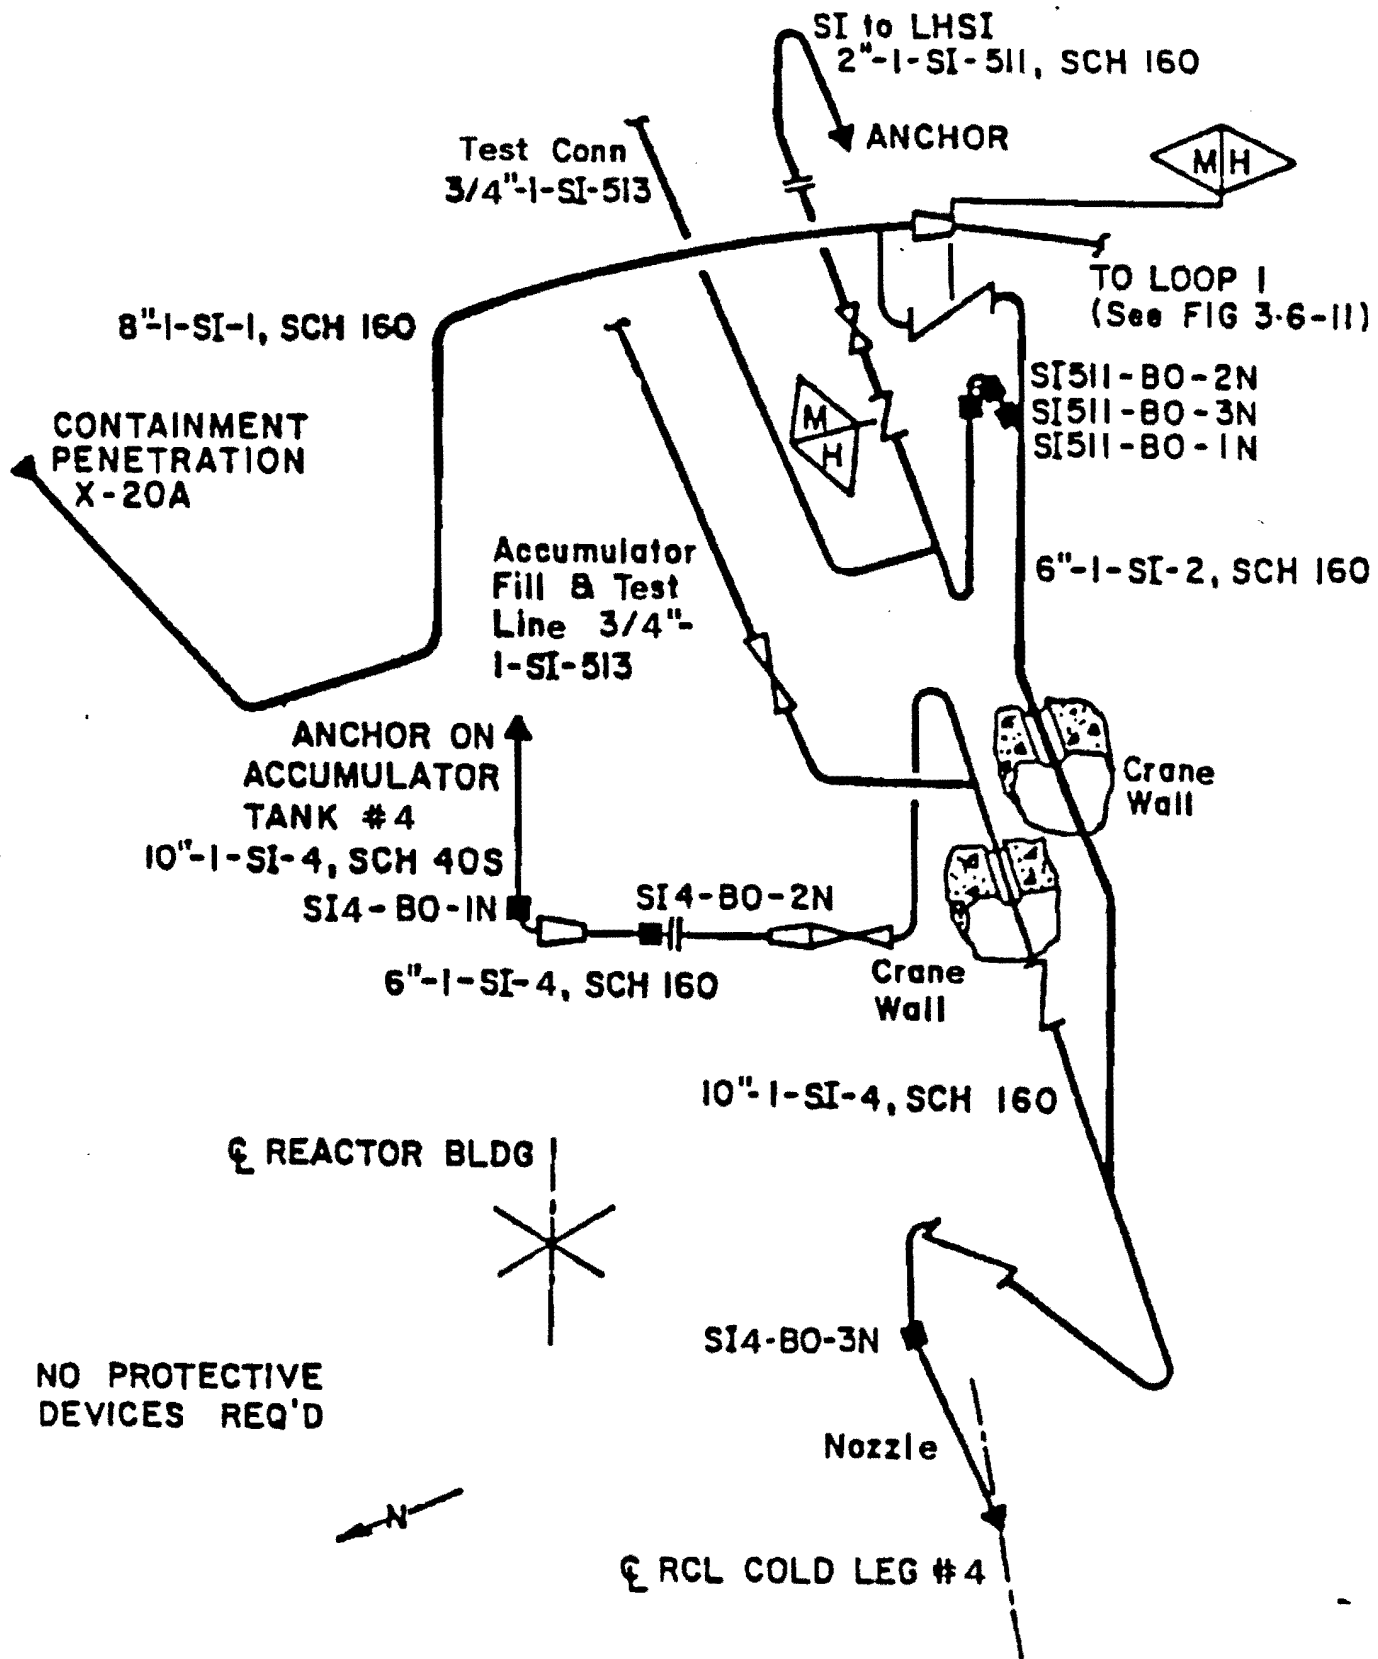 SI to LHSI
2"-1-SI-511, SCH 160
ANCHOR
Test Conn
3/4"-1-SI-513
M H
TO LOOP 1
(See FIG 3.6-11)
8"-1-SI-1, SCH 160
SI511-BO-2N
SI511-BO-3N
SI511-BO-1N
M
H
CONTAINMENT
PENETRATION
X-20A
Accumulator
Fill & Test
Line 3/4"-
1-SI-513
6"-1-SI-2, SCH 160
ANCHOR ON
ACCUMULATOR
TANK #4
10"-1-SI-4, SCH 40S
Crane
Wall
SI4-BO-1N
SI4-BO-2N
6"-1-SI-4, SCH 160
Crane
Wall
10"-1-SI-4, SCH 160
℄ REACTOR BLDG
SI4-BO-3N
NO PROTECTIVE
DEVICES REQ'D
Nozzle
N
℄ RCL COLD LEG #4